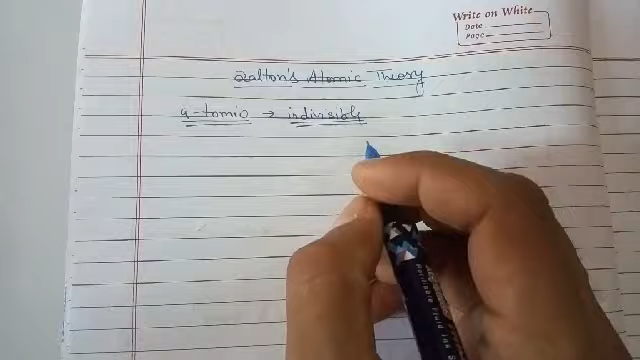 Write on White
Date
Page
Dalton's Atomic Theory
a-tomio → indivisible